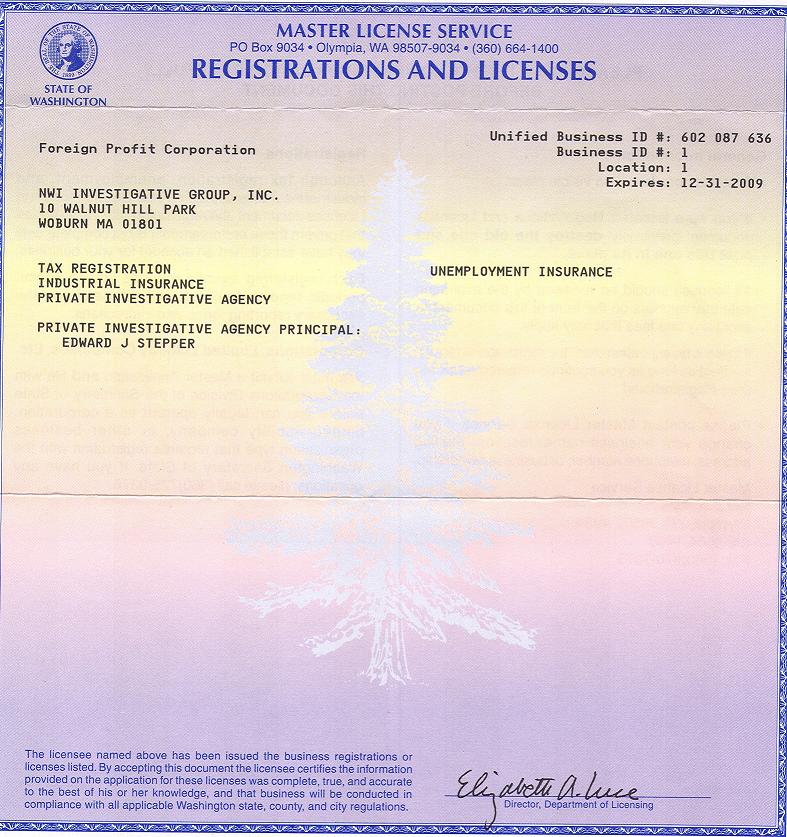 MASTER LICENSE SERVICE
PO Box 9034 • Olympia, WA 98507-9034 • (360) 664-1400
REGISTRATIONS AND LICENSES
STATE OF
WASHINGTON
Unified Business ID #: 602 087 636
Business ID #: 1
Location: 1
Expires: 12-31-2009
Foreign Profit Corporation
NWI INVESTIGATIVE GROUP, INC.
10 WALNUT HILL PARK
WOBURN MA 01801
TAX REGISTRATION
INDUSTRIAL INSURANCE
PRIVATE INVESTIGATIVE AGENCY
UNEMPLOYMENT INSURANCE
PRIVATE INVESTIGATIVE AGENCY PRINCIPAL:
EDWARD J STEPPER
The licensee named above has been issued the business registrations or
licenses listed. By accepting this document the licensee certifies the information
provided on the application for these licenses was complete, true, and accurate
to the best of his or her knowledge, and that business will be conducted in
compliance with all applicable Washington state, county, and city regulations.
Elizabeth A. Luce
Director, Department of Licensing